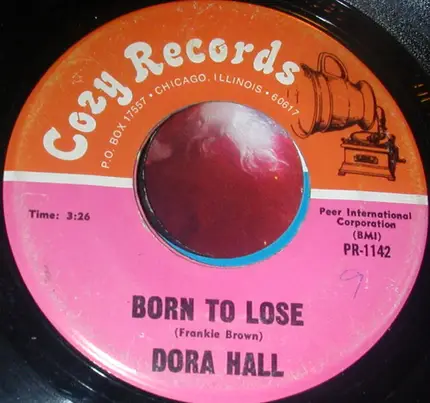 Cozy Records
P.O. BOX 17557 • CHICAGO, ILLINOIS • 60617
Time: 3:26
Peer International
Corporation
(BMI)
PR-1142
BORN TO LOSE
(Frankie Brown)
DORA HALL